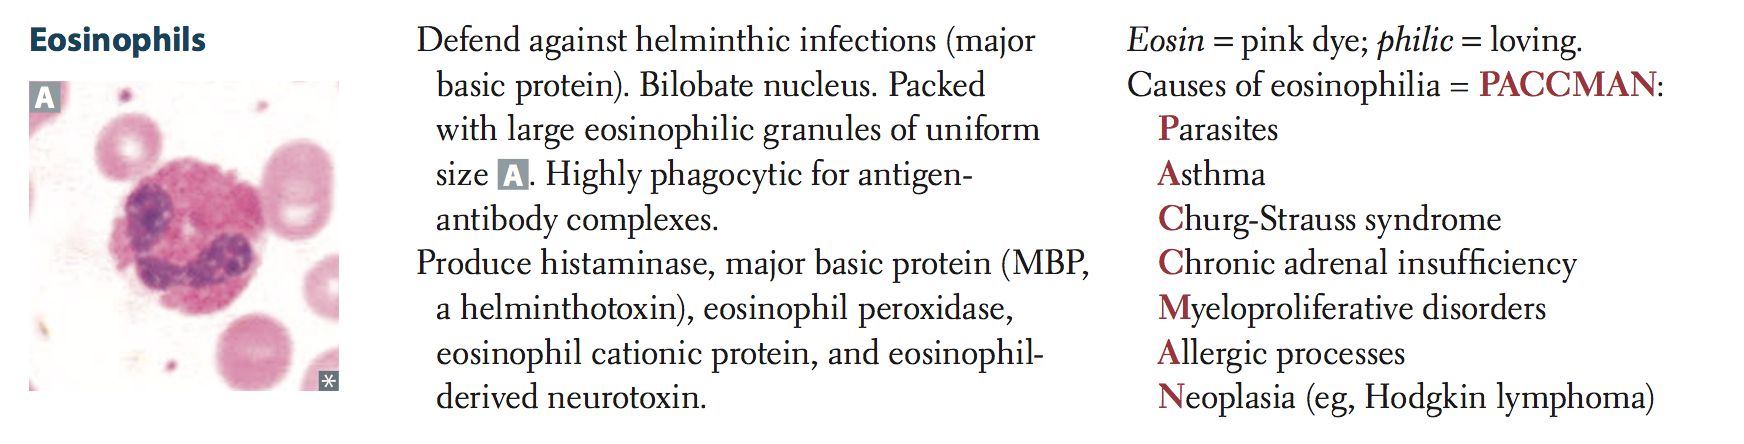 Eosinophils
A
*
Defend against helminthic infections (major
basic protein). Bilobate nucleus. Packed
with large eosinophilic granules of uniform
size A. Highly phagocytic for antigen-
antibody complexes.
Produce histaminase, major basic protein (MBP,
a helminthotoxin), eosinophil peroxidase,
eosinophil cationic protein, and eosinophil-
derived neurotoxin.
Eosin = pink dye; philic = loving.
Causes of eosinophilia = PACCMAN:
Parasites
Asthma
Churg-Strauss syndrome
Chronic adrenal insufficiency
Myeloproliferative disorders
Allergic processes
Neoplasia (eg, Hodgkin lymphoma)